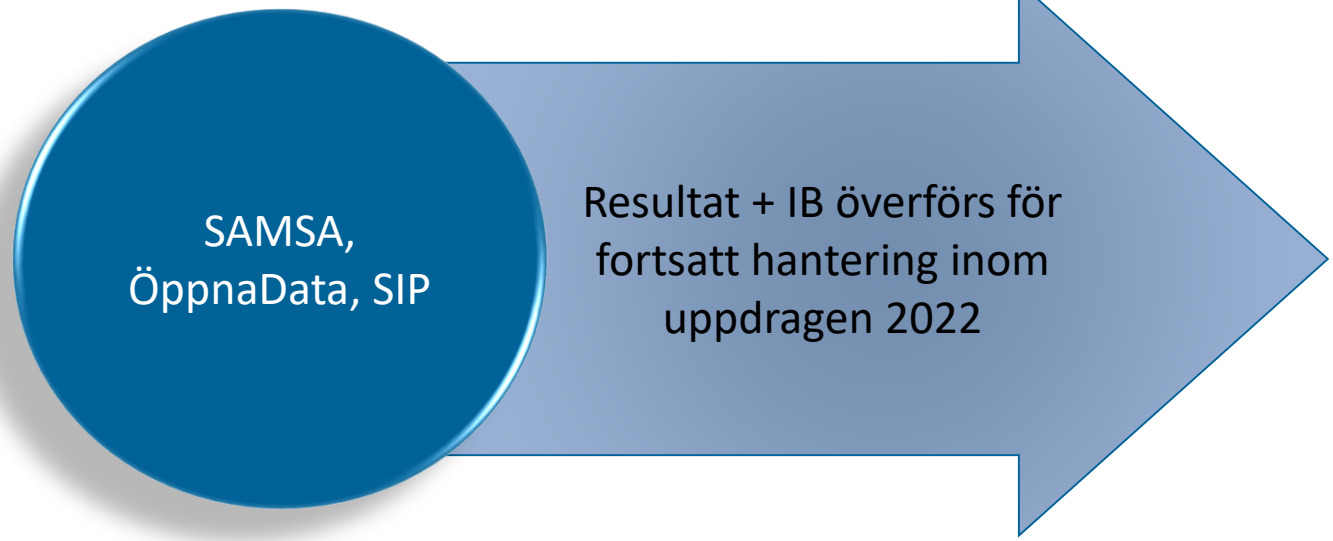 SAMSA,
ÖppnaData, SIP
Resultat + IB överförs för
fortsatt hantering inom
uppdragen 2022